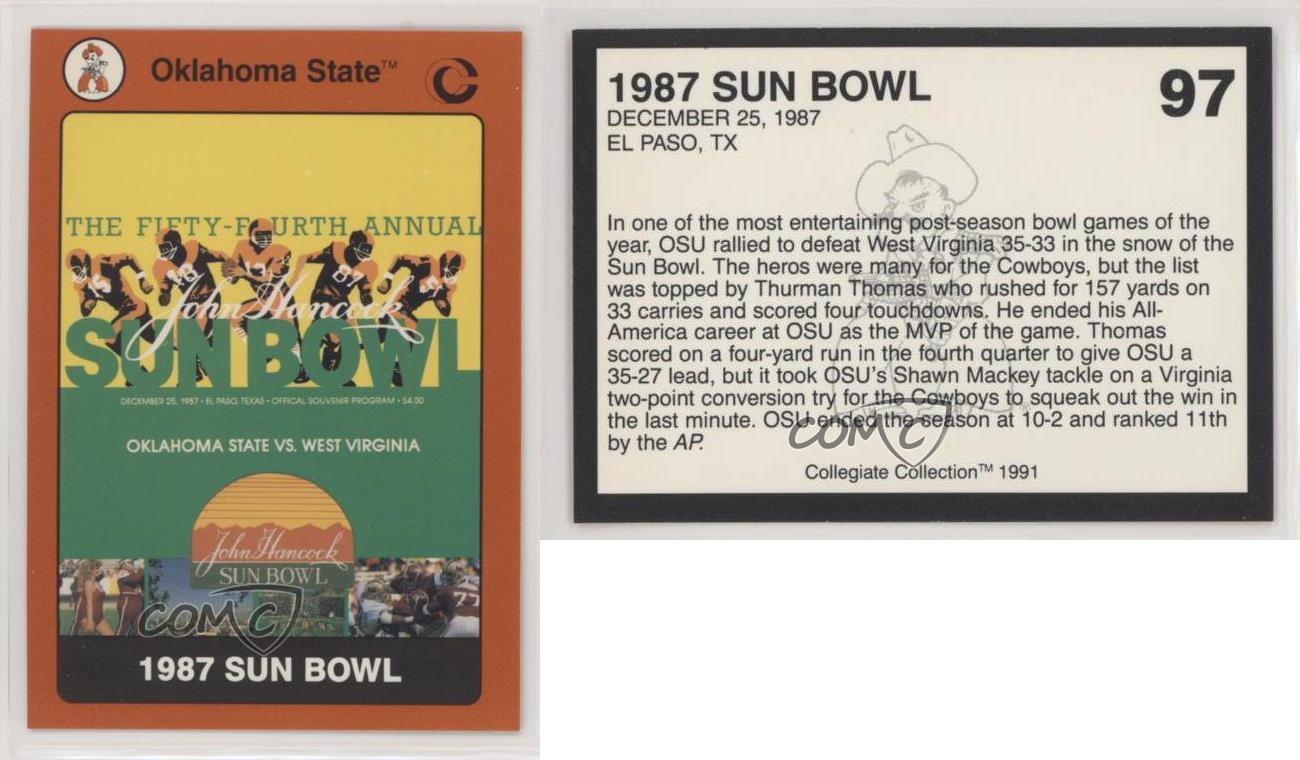 Oklahoma State™
THE FIFTY-FOURTH ANNUAL
John Hancock
SUN BOWL
DECEMBER 25, 1987 • EL PASO, TEXAS • OFFICAL SOUVENIR PROGRAM • $4.00
OKLAHOMA STATE VS. WEST VIRGINIA
John Hancock
SUN BOWL
COMC
1987 SUN BOWL
1987 SUN BOWL
97
DECEMBER 25, 1987
EL PASO, TX
In one of the most entertaining post-season bowl games of the
year, OSU rallied to defeat West Virginia 35-33 in the snow of the
Sun Bowl. The heros were many for the Cowboys, but the list
was topped by Thurman Thomas who rushed for 157 yards on
33 carries and scored four touchdowns. He ended his All-
America career at OSU as the MVP of the game. Thomas
scored on a four-yard run in the fourth quarter to give OSU a
35-27 lead, but it took OSU's Shawn Mackey tackle on a Virginia
two-point conversion try for the Cowboys to squeak out the win in
the last minute. OSU ended the season at 10-2 and ranked 11th
by the AP.
COMC
Collegiate Collection™ 1991